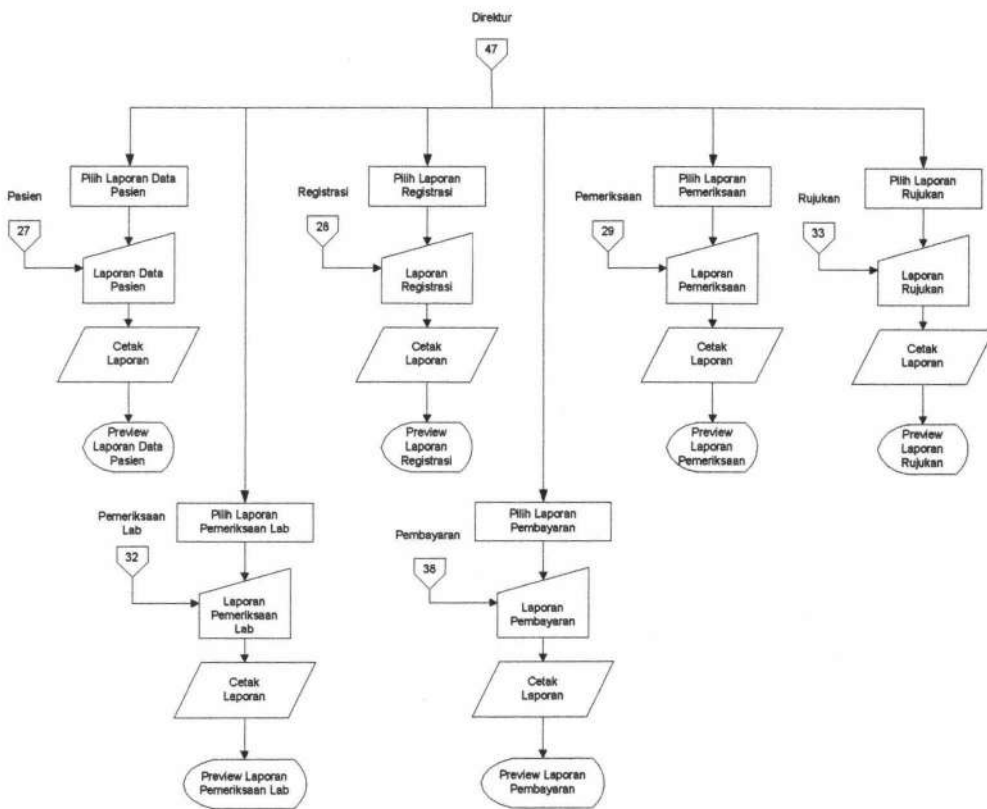 Direktur
47
Pilih Laporan Data
Pasien
Pasien
27
Laporan Data
Pasien
Cetak
Laporan
Preview
Laporan Data
Pasien
Pilih Laporan
Registrasi
Registrasi
28
Laporan
Registrasi
Cetak
Laporan
Preview
Laporan
Registrasi
Pilih Laporan
Pemeriksaan
Pemeriksaan
29
Laporan
Pemeriksaan
Cetak
Laporan
Preview
Laporan
Pemeriksaan
Pilih Laporan
Rujukan
Rujukan
33
Laporan
Rujukan
Cetak
Laporan
Preview
Laporan
Rujukan
Pilih Laporan
Pemeriksaan Lab
Pemeriksaan
Lab
32
Laporan
Pemeriksaan
Lab
Cetak
Laporan
Preview Laporan
Pemeriksaan Lab
Pilih Laporan
Pembayaran
Pembayaran
38
Laporan
Pembayaran
Cetak
Laporan
Preview Laporan
Pembayaran